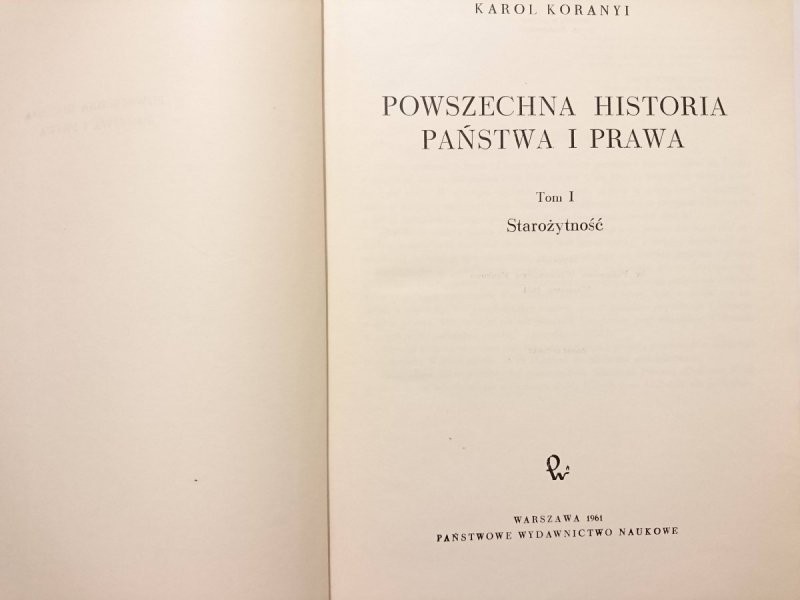 KAROL KORANYI
POWSZECHNA HISTORIA
PAŃSTWA I PRAWA
Tom I
Starożytność
WARSZAWA 1961
PAŃSTWOWE WYDAWNICTWO NAUKOWE